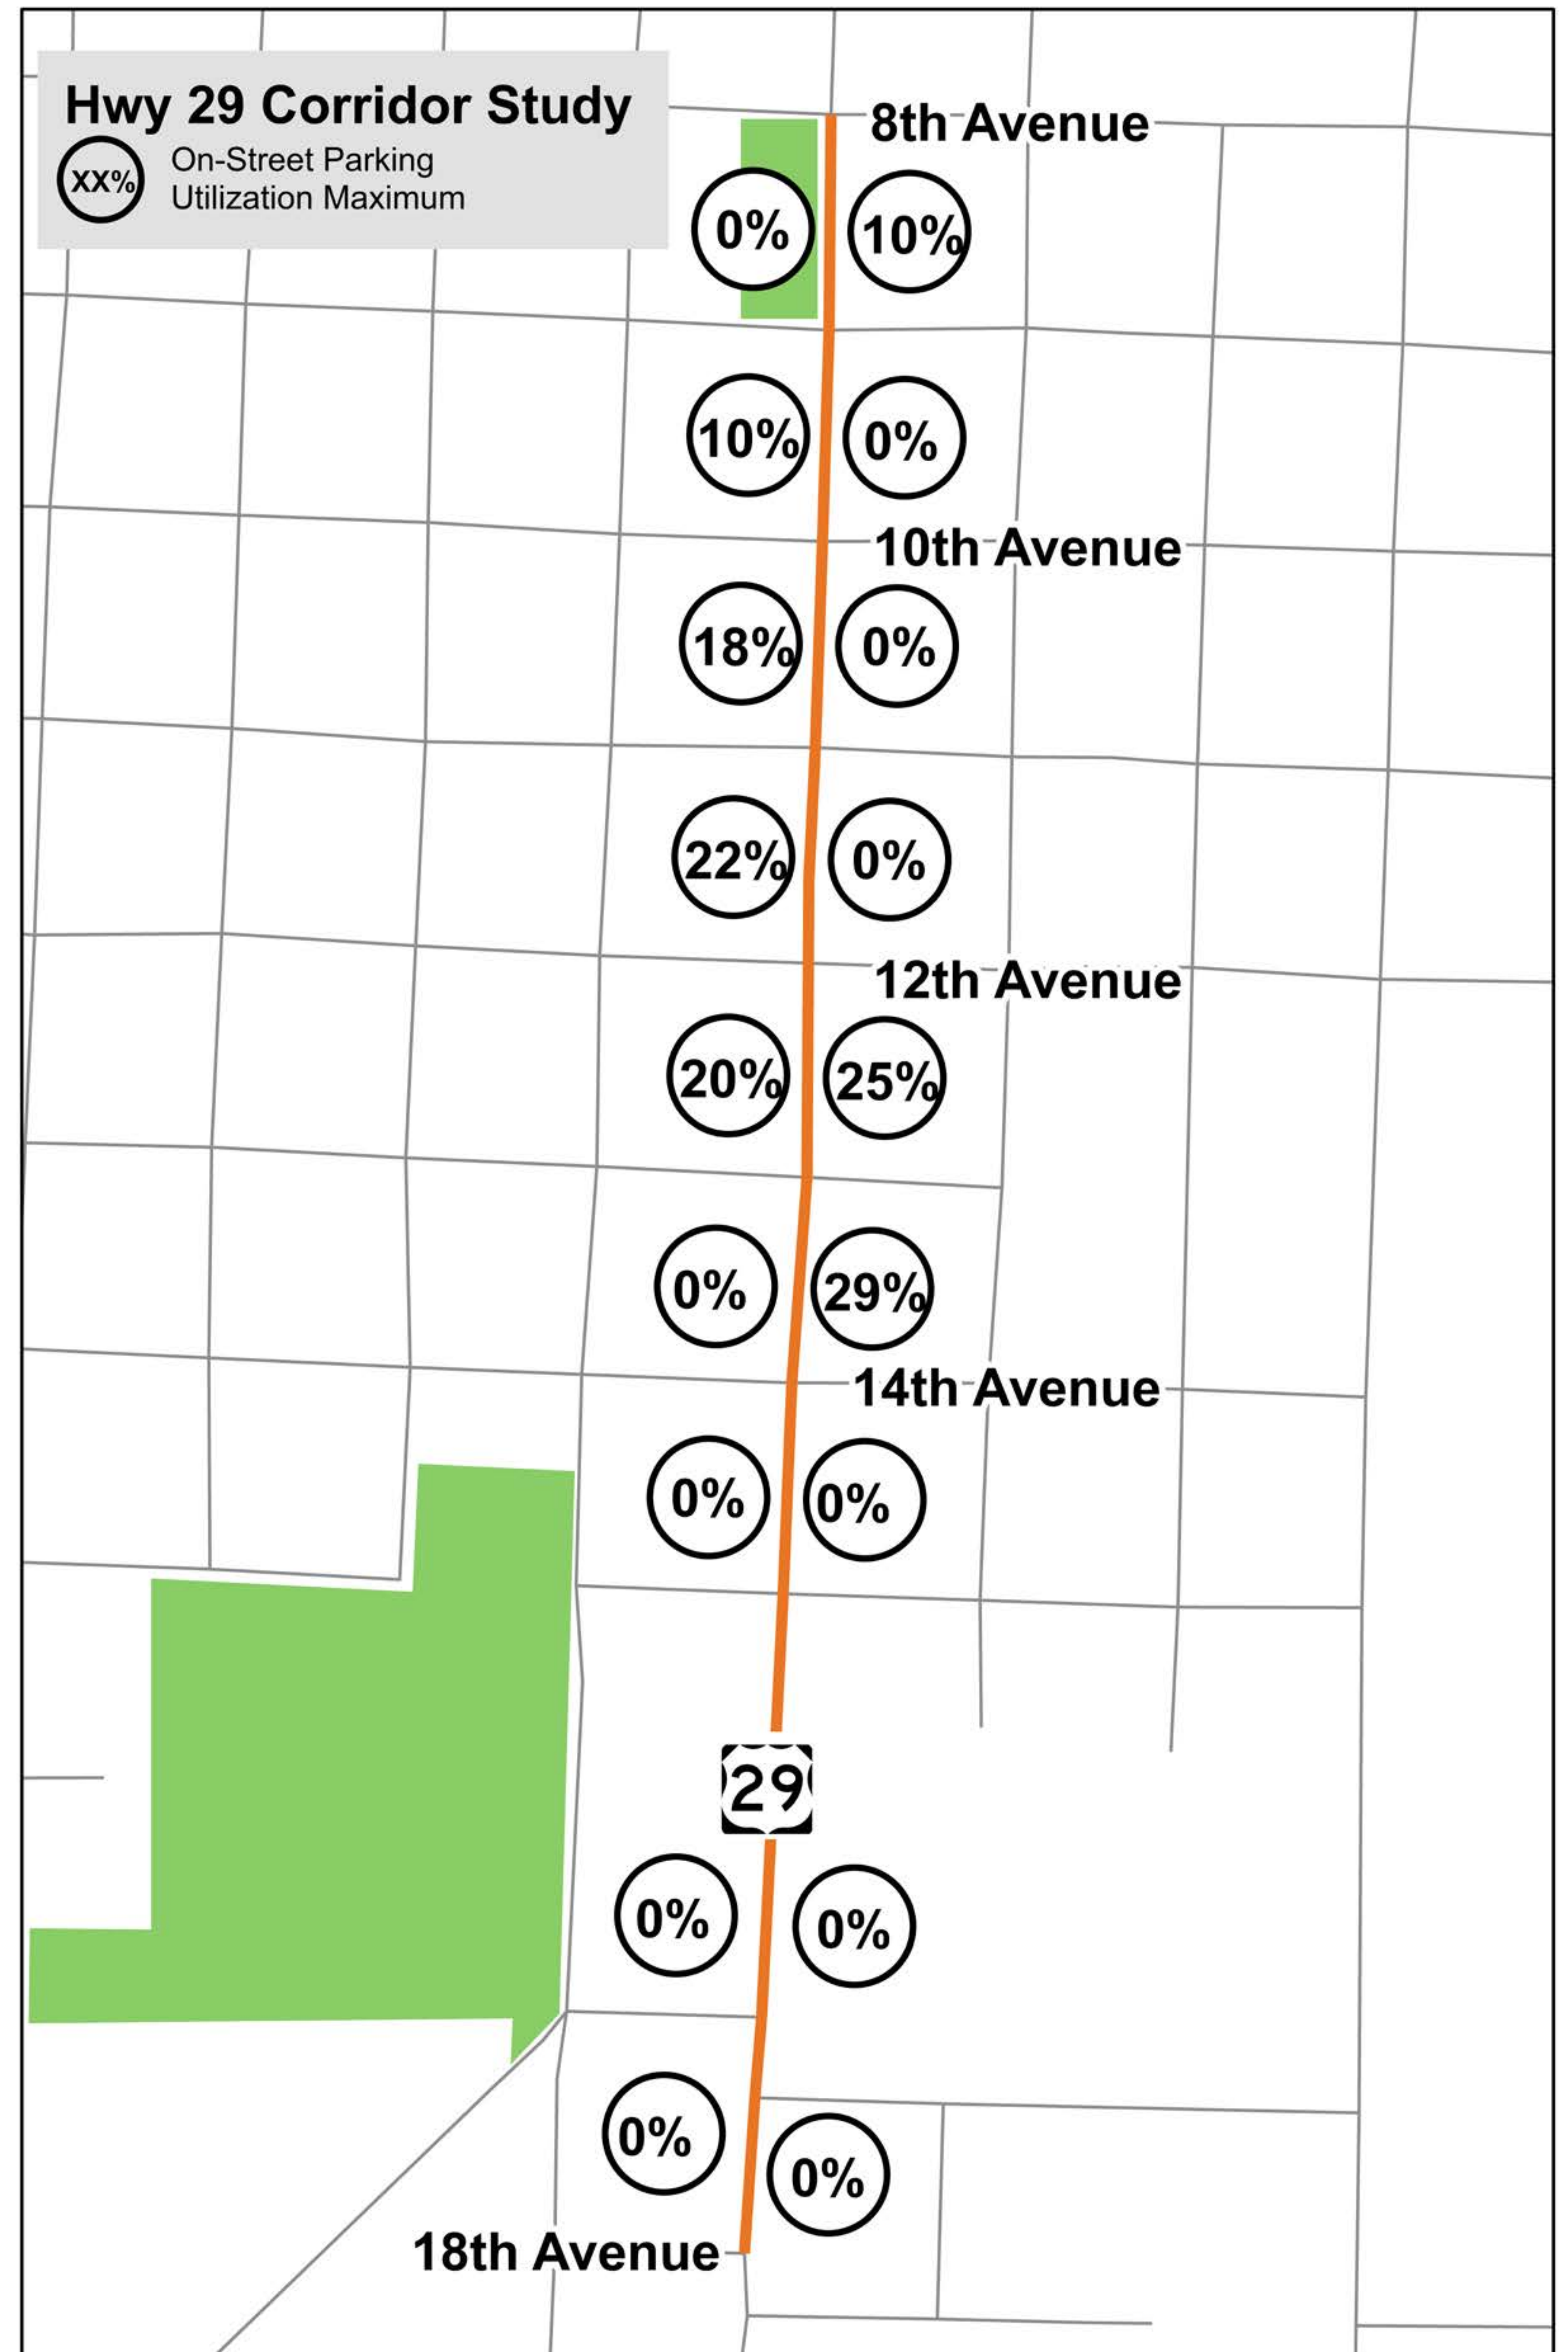 Hwy 29 Corridor Study
XX%
On-Street Parking
Utilization Maximum
8th Avenue
0%
10%
10%
0%
10th Avenue
18%
0%
22%
0%
12th Avenue
20%
25%
0%
29%
14th Avenue
0%
0%
29
0%
0%
0%
0%
18th Avenue